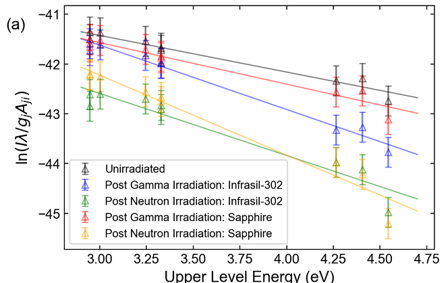 (a)
ln(Iλ/gjAji)
−41
−42
−43
−44
−45
Unirradiated
Post Gamma Irradiation: Infrasil-302
Post Neutron Irradiation: Infrasil-302
Post Gamma Irradiation: Sapphire
Post Neutron Irradiation: Sapphire
3.00 3.25 3.50 3.75 4.00 4.25 4.50 4.75
Upper Level Energy (eV)